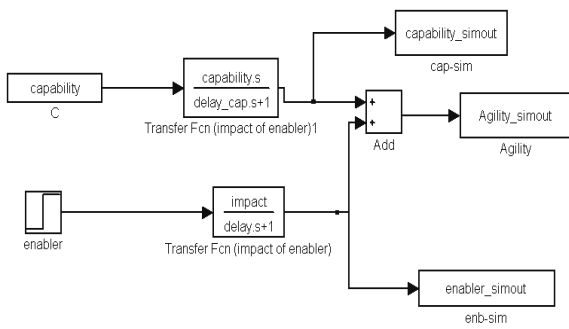 capability_simout
cap-sim
capability
C
capability.s
delay_cap.s+1
Transfer Fcn (impact of enabler)1
+
+
Add
Agility_simout
Agility
enabler
impact
delay.s+1
Transfer Fcn (impact of enabler)
enabler_simout
enb-sim